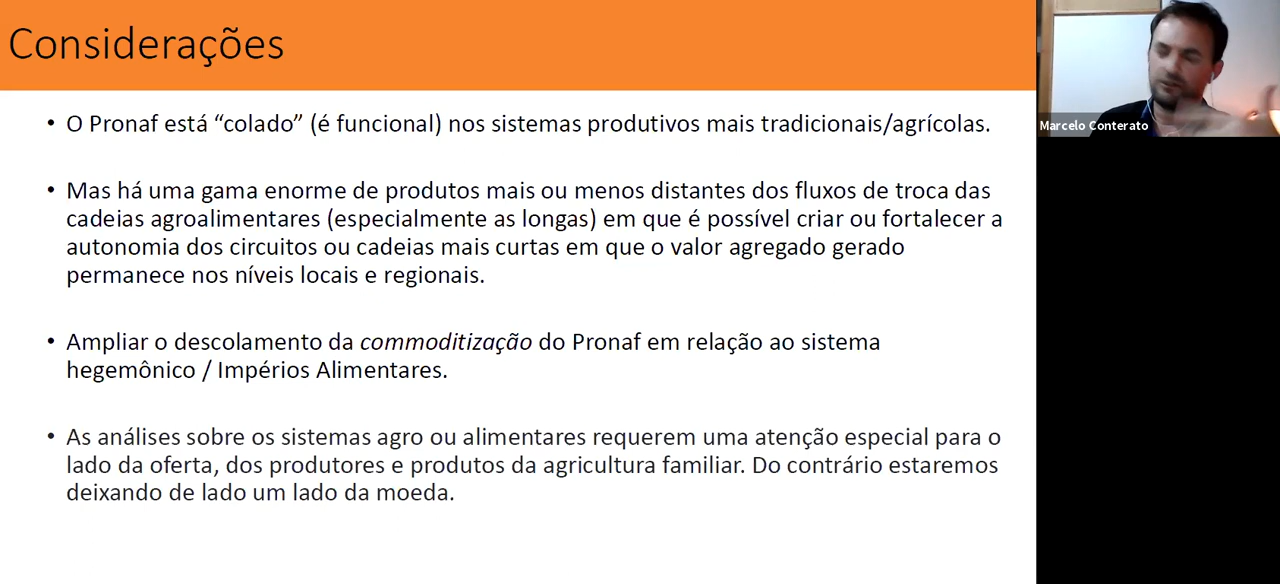 Considerações
• O Pronaf está “colado” (é funcional) nos sistemas produtivos mais tradicionais/agrícolas.
• Mas há uma gama enorme de produtos mais ou menos distantes dos fluxos de troca das
cadeias agroalimentares (especialmente as longas) em que é possível criar ou fortalecer a
autonomia dos circuitos ou cadeias mais curtas em que o valor agregado gerado
permanece nos níveis locais e regionais.
• Ampliar o descolamento da commoditização do Pronaf em relação ao sistema
hegemônico / Impérios Alimentares.
• As análises sobre os sistemas agro ou alimentares requerem uma atenção especial para o
lado da oferta, dos produtores e produtos da agricultura familiar. Do contrário estaremos
deixando de lado um lado da moeda.
Marcelo Conterato